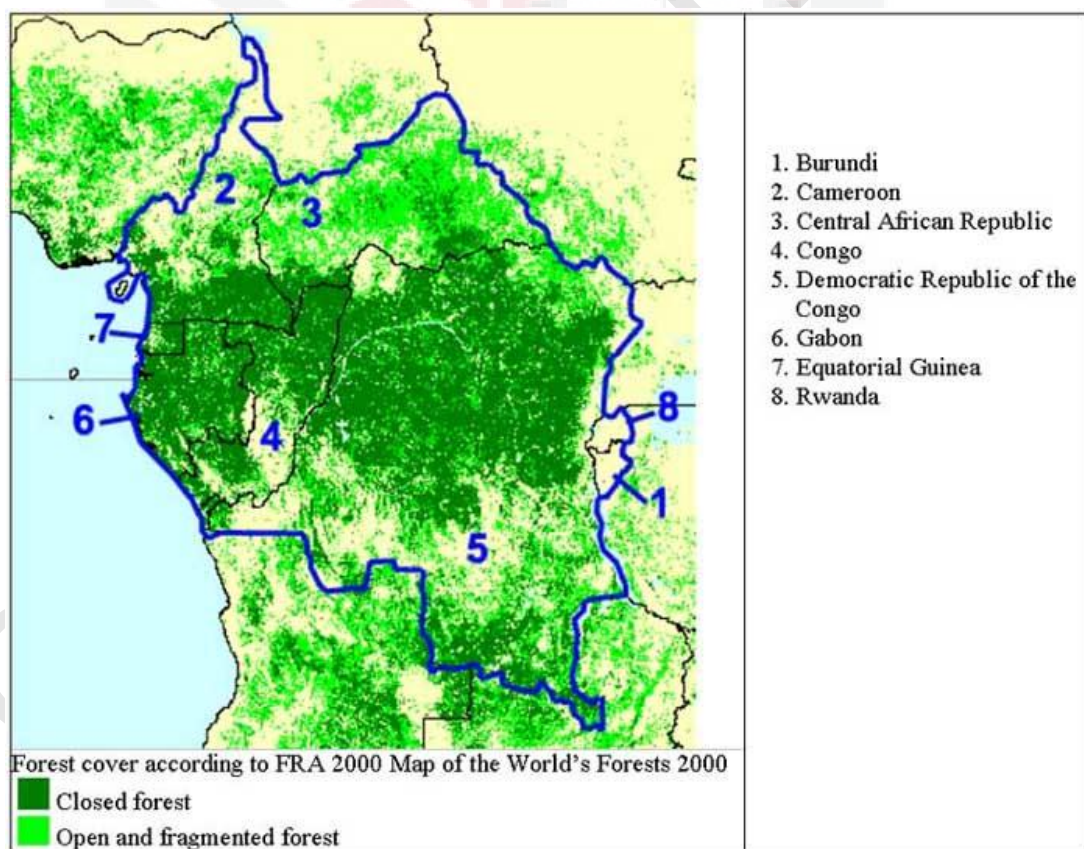 2
3
7
6
4
8
1
5
1. Burundi
2. Cameroon
3. Central African Republic
4. Congo
5. Democratic Republic of the
Congo
6. Gabon
7. Equatorial Guinea
8. Rwanda
Forest cover according to FRA 2000 Map of the World's Forests 2000
Closed forest
Open and fragmented forest